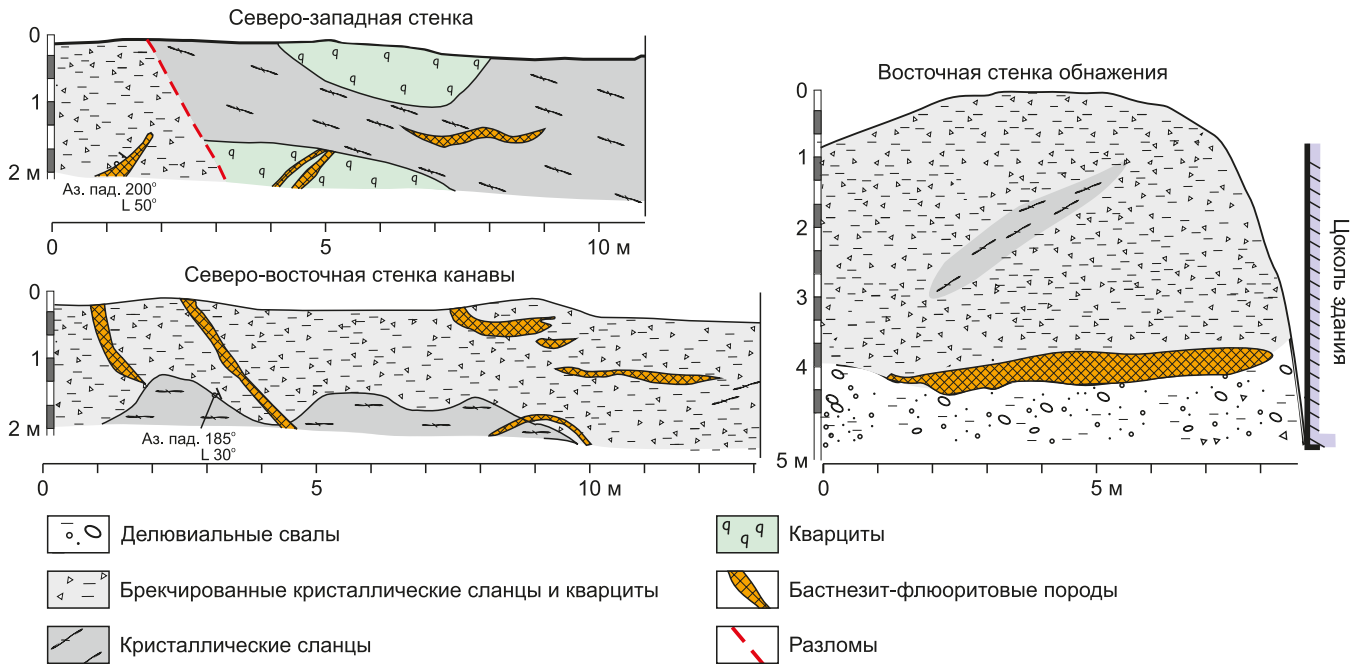 Северо-западная стенка
0
1
2 м
Аз. пад. 200°
L 50°
q q q q q q q q q q q q q
0 5 10 м
Северо-восточная стенка канавы
0
1
2 м
Аз. пад. 185°
L 30°
0 5 10 м
Восточная стенка обнажения
0
1
2
3
4
5 м
0 5 м
Цоколь здания
Делювиальные свалы
Брекчированные кристаллические сланцы и кварциты
Кристаллические сланцы
q q q q
Кварциты
Бастнезит-флюоритовые породы
Разломы